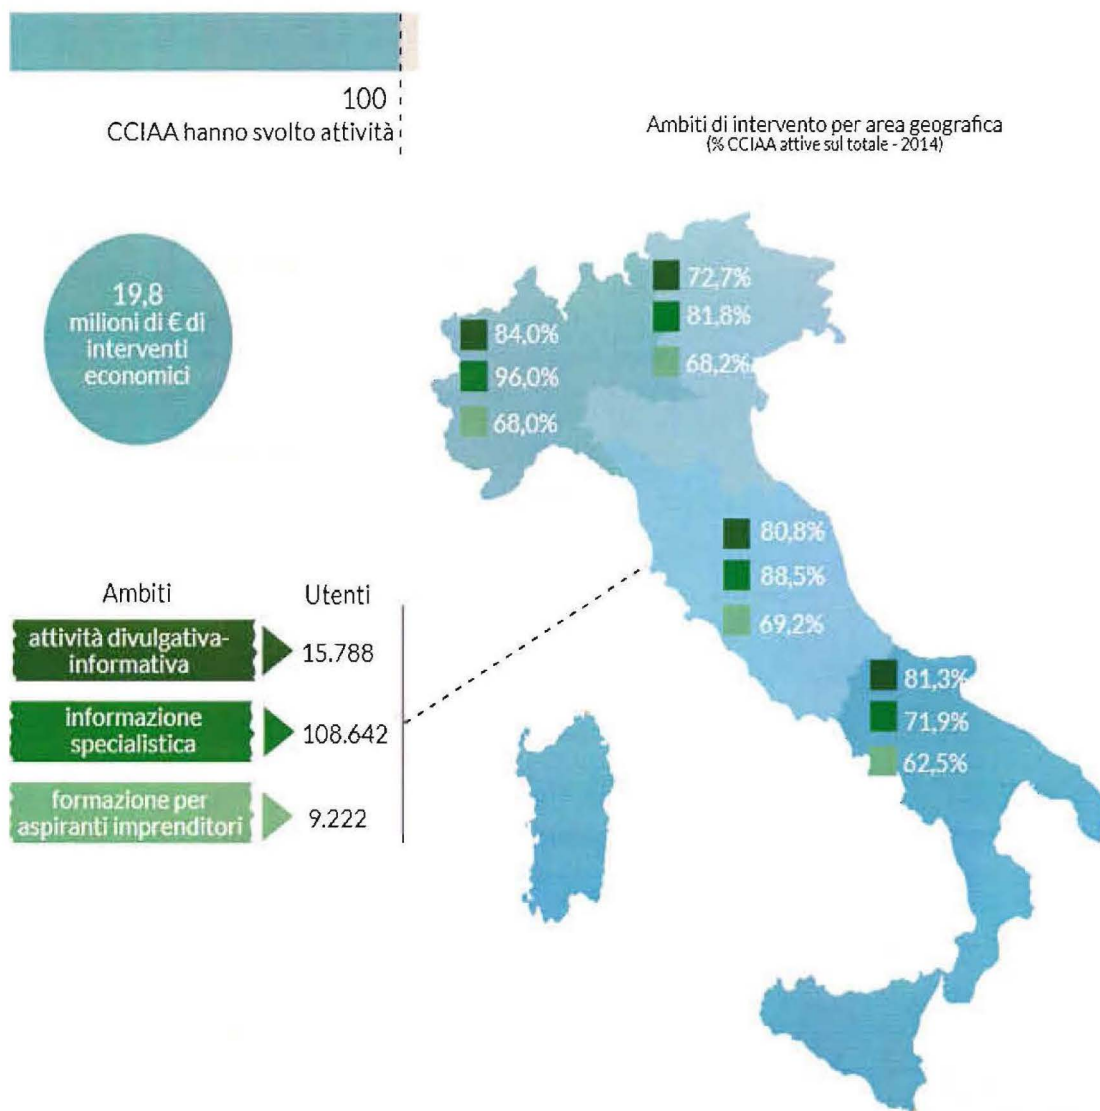 100
CCIAA hanno svolto attività
Ambiti di intervento per area geografica
(% CCIAA attive sul totale - 2014)
19,8
milioni di € di
interventi
economici
72,7%
81,8%
68,2%
84,0%
96,0%
68,0%
80,8%
88,5%
69,2%
81,3%
71,9%
62,5%
Ambiti
Utenti
attività divulgativa-
informativa
15.788
informazione
specialistica
108.642
formazione per
aspiranti imprenditori
9.222